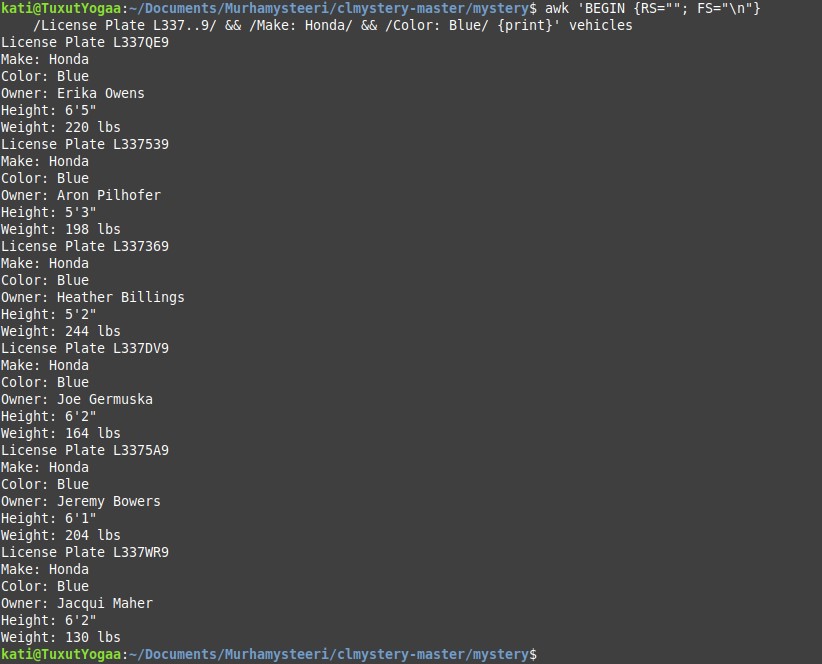 kati@TuxutYogaa:~/Documents/Murhamysteeri/clmystery-master/mystery$ awk 'BEGIN {RS=""; FS="\n"}
/License Plate L337..9/ && /Make: Honda/ && /Color: Blue/ {print}' vehicles
License Plate L337QE9
Make: Honda
Color: Blue
Owner: Erika Owens
Height: 6'5"
Weight: 220 lbs
License Plate L337539
Make: Honda
Color: Blue
Owner: Aron Pilhofer
Height: 5'3"
Weight: 198 lbs
License Plate L337369
Make: Honda
Color: Blue
Owner: Heather Billings
Height: 5'2"
Weight: 244 lbs
License Plate L337DV9
Make: Honda
Color: Blue
Owner: Joe Germuska
Height: 6'2"
Weight: 164 lbs
License Plate L3375A9
Make: Honda
Color: Blue
Owner: Jeremy Bowers
Height: 6'1"
Weight: 204 lbs
License Plate L337WR9
Make: Honda
Color: Blue
Owner: Jacqui Maher
Height: 6'2"
Weight: 130 lbs
kati@TuxutYogaa:~/Documents/Murhamysteeri/clmystery-master/mystery$